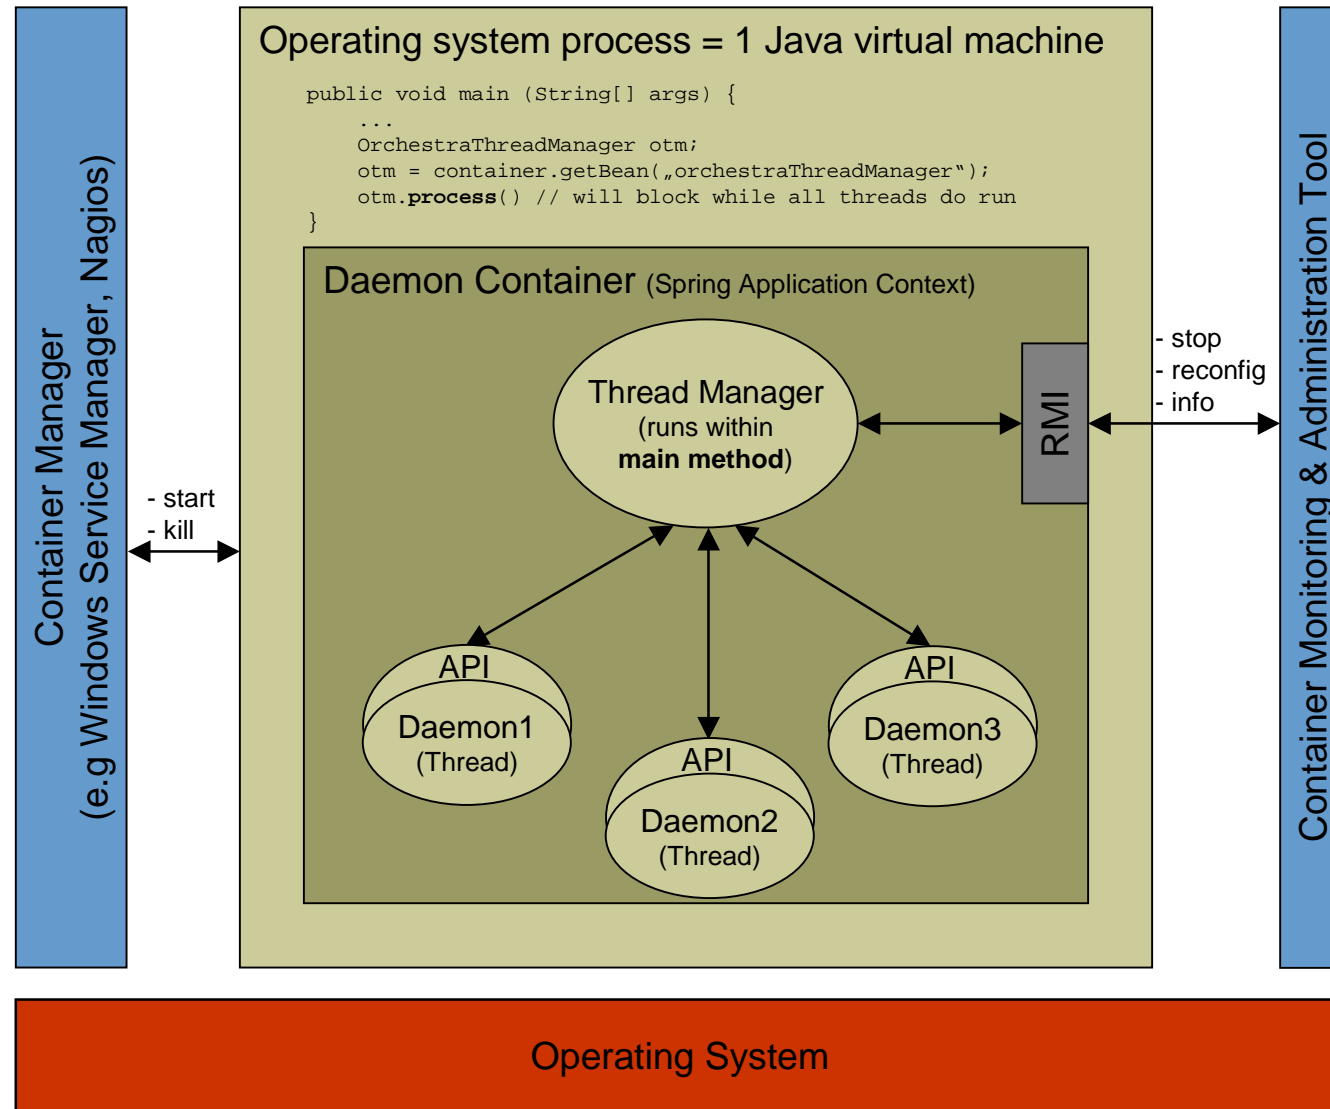 Operating system process = 1 Java virtual machine
public void main (String[] args) {
...
OrchestraThreadManager otm;
otm = container.getBean(„orchestraThreadManager“);
otm.process() // will block while all threads do run
}
Container Manager
(e.g Windows Service Manager, Nagios)
- start
- kill
Daemon Container (Spring Application Context)
Thread Manager
(runs within
main method)
RMI
- stop
- reconfig
- info
Container Monitoring & Administration Tool
API
Daemon1
(Thread)
API
Daemon2
(Thread)
API
Daemon3
(Thread)
Operating System